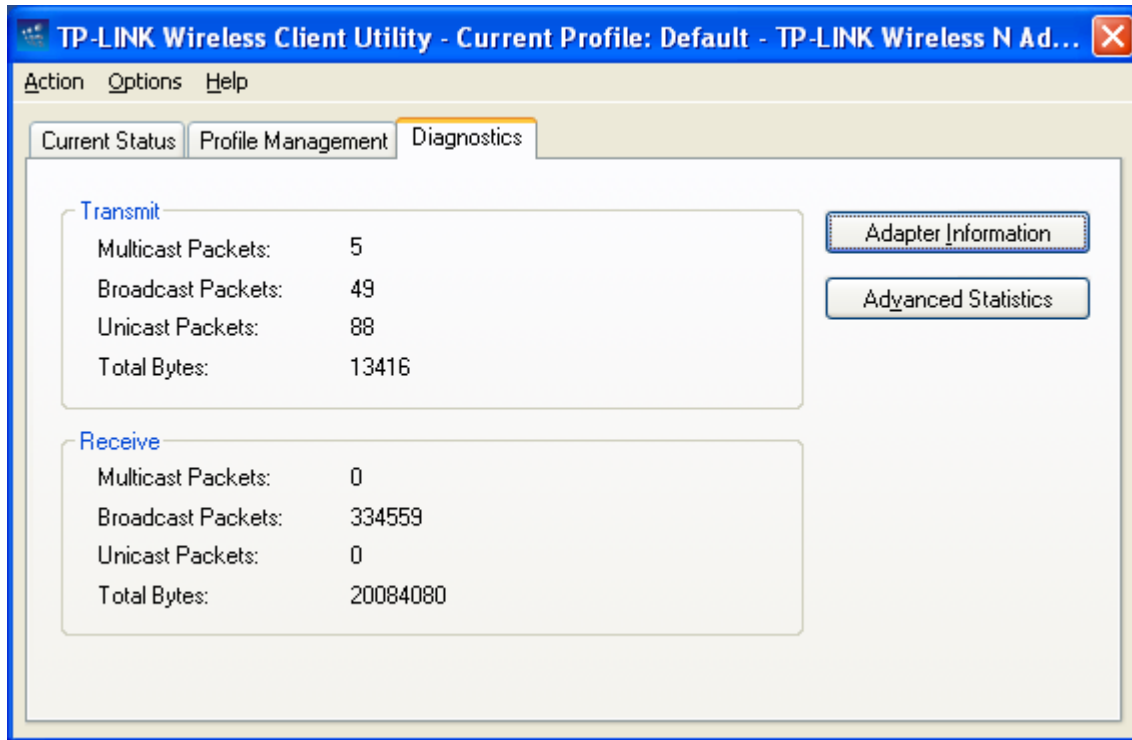 TP-LINK Wireless Client Utility - Current Profile: Default - TP-LINK Wireless N Ad...
Action Options Help
Current Status Profile Management Diagnostics
Transmit
Multicast Packets: 5
Broadcast Packets: 49
Unicast Packets: 88
Total Bytes: 13416
Adapter Information
Advanced Statistics
Receive
Multicast Packets: 0
Broadcast Packets: 334559
Unicast Packets: 0
Total Bytes: 20084080